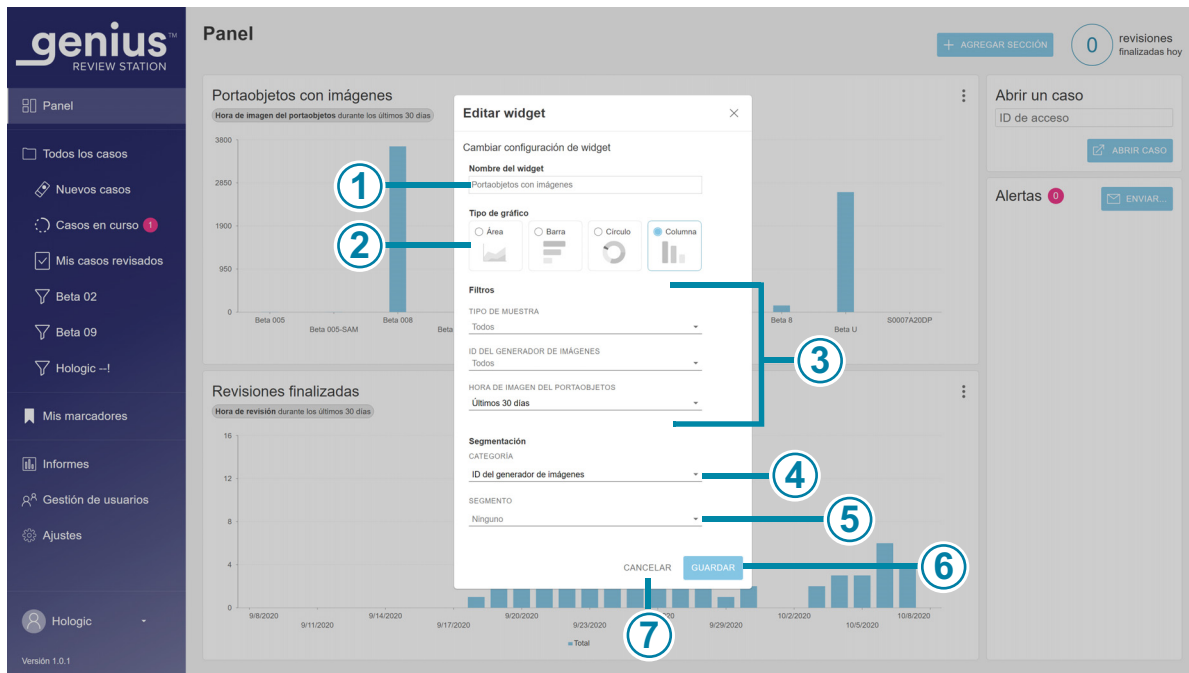 genius™
REVIEW STATION
Panel
Todos los casos
Nuevos casos
Casos en curso 1
Mis casos revisados
Beta 02
Beta 09
Hologic --!
Mis marcadores
Informes
Gestión de usuarios
Ajustes
Hologic
Versión 1.0.1
Panel
+ AGREGAR SECCIÓN
0
revisiones
finalizadas hoy
Portaobjetos con imágenes
Hora de imagen del portaobjetos durante los últimos 30 días
3800
2850
1900
950
0
Beta 005
Beta 005-SAM
Beta 008
Beta
Beta 8
Beta U
S0007A20DP
Revisiones finalizadas
Hora de revisión durante los últimos 30 días
16
12
8
4
0
9/8/2020
9/11/2020
9/14/2020
9/17/2020
9/20/2020
9/23/2020
20
9/29/2020
10/2/2020
10/5/2020
10/8/2020
Total
Abrir un caso
ID de acceso
ABRIR CASO
Alertas 0
ENVIAR...
Editar widget
Cambiar configuración de widget
Nombre del widget
Portaobjetos con imágenes
Tipo de gráfico
Área
Barra
Círculo
Columna
Filtros
TIPO DE MUESTRA
Todos
ID DEL GENERADOR DE IMÁGENES
Todos
HORA DE IMAGEN DEL PORTAOBJETOS
Últimos 30 días
Segmentación
CATEGORÍA
ID del generador de imágenes
SEGMENTO
Ninguno
CANCELAR
GUARDAR
1
2
3
4
5
6
7